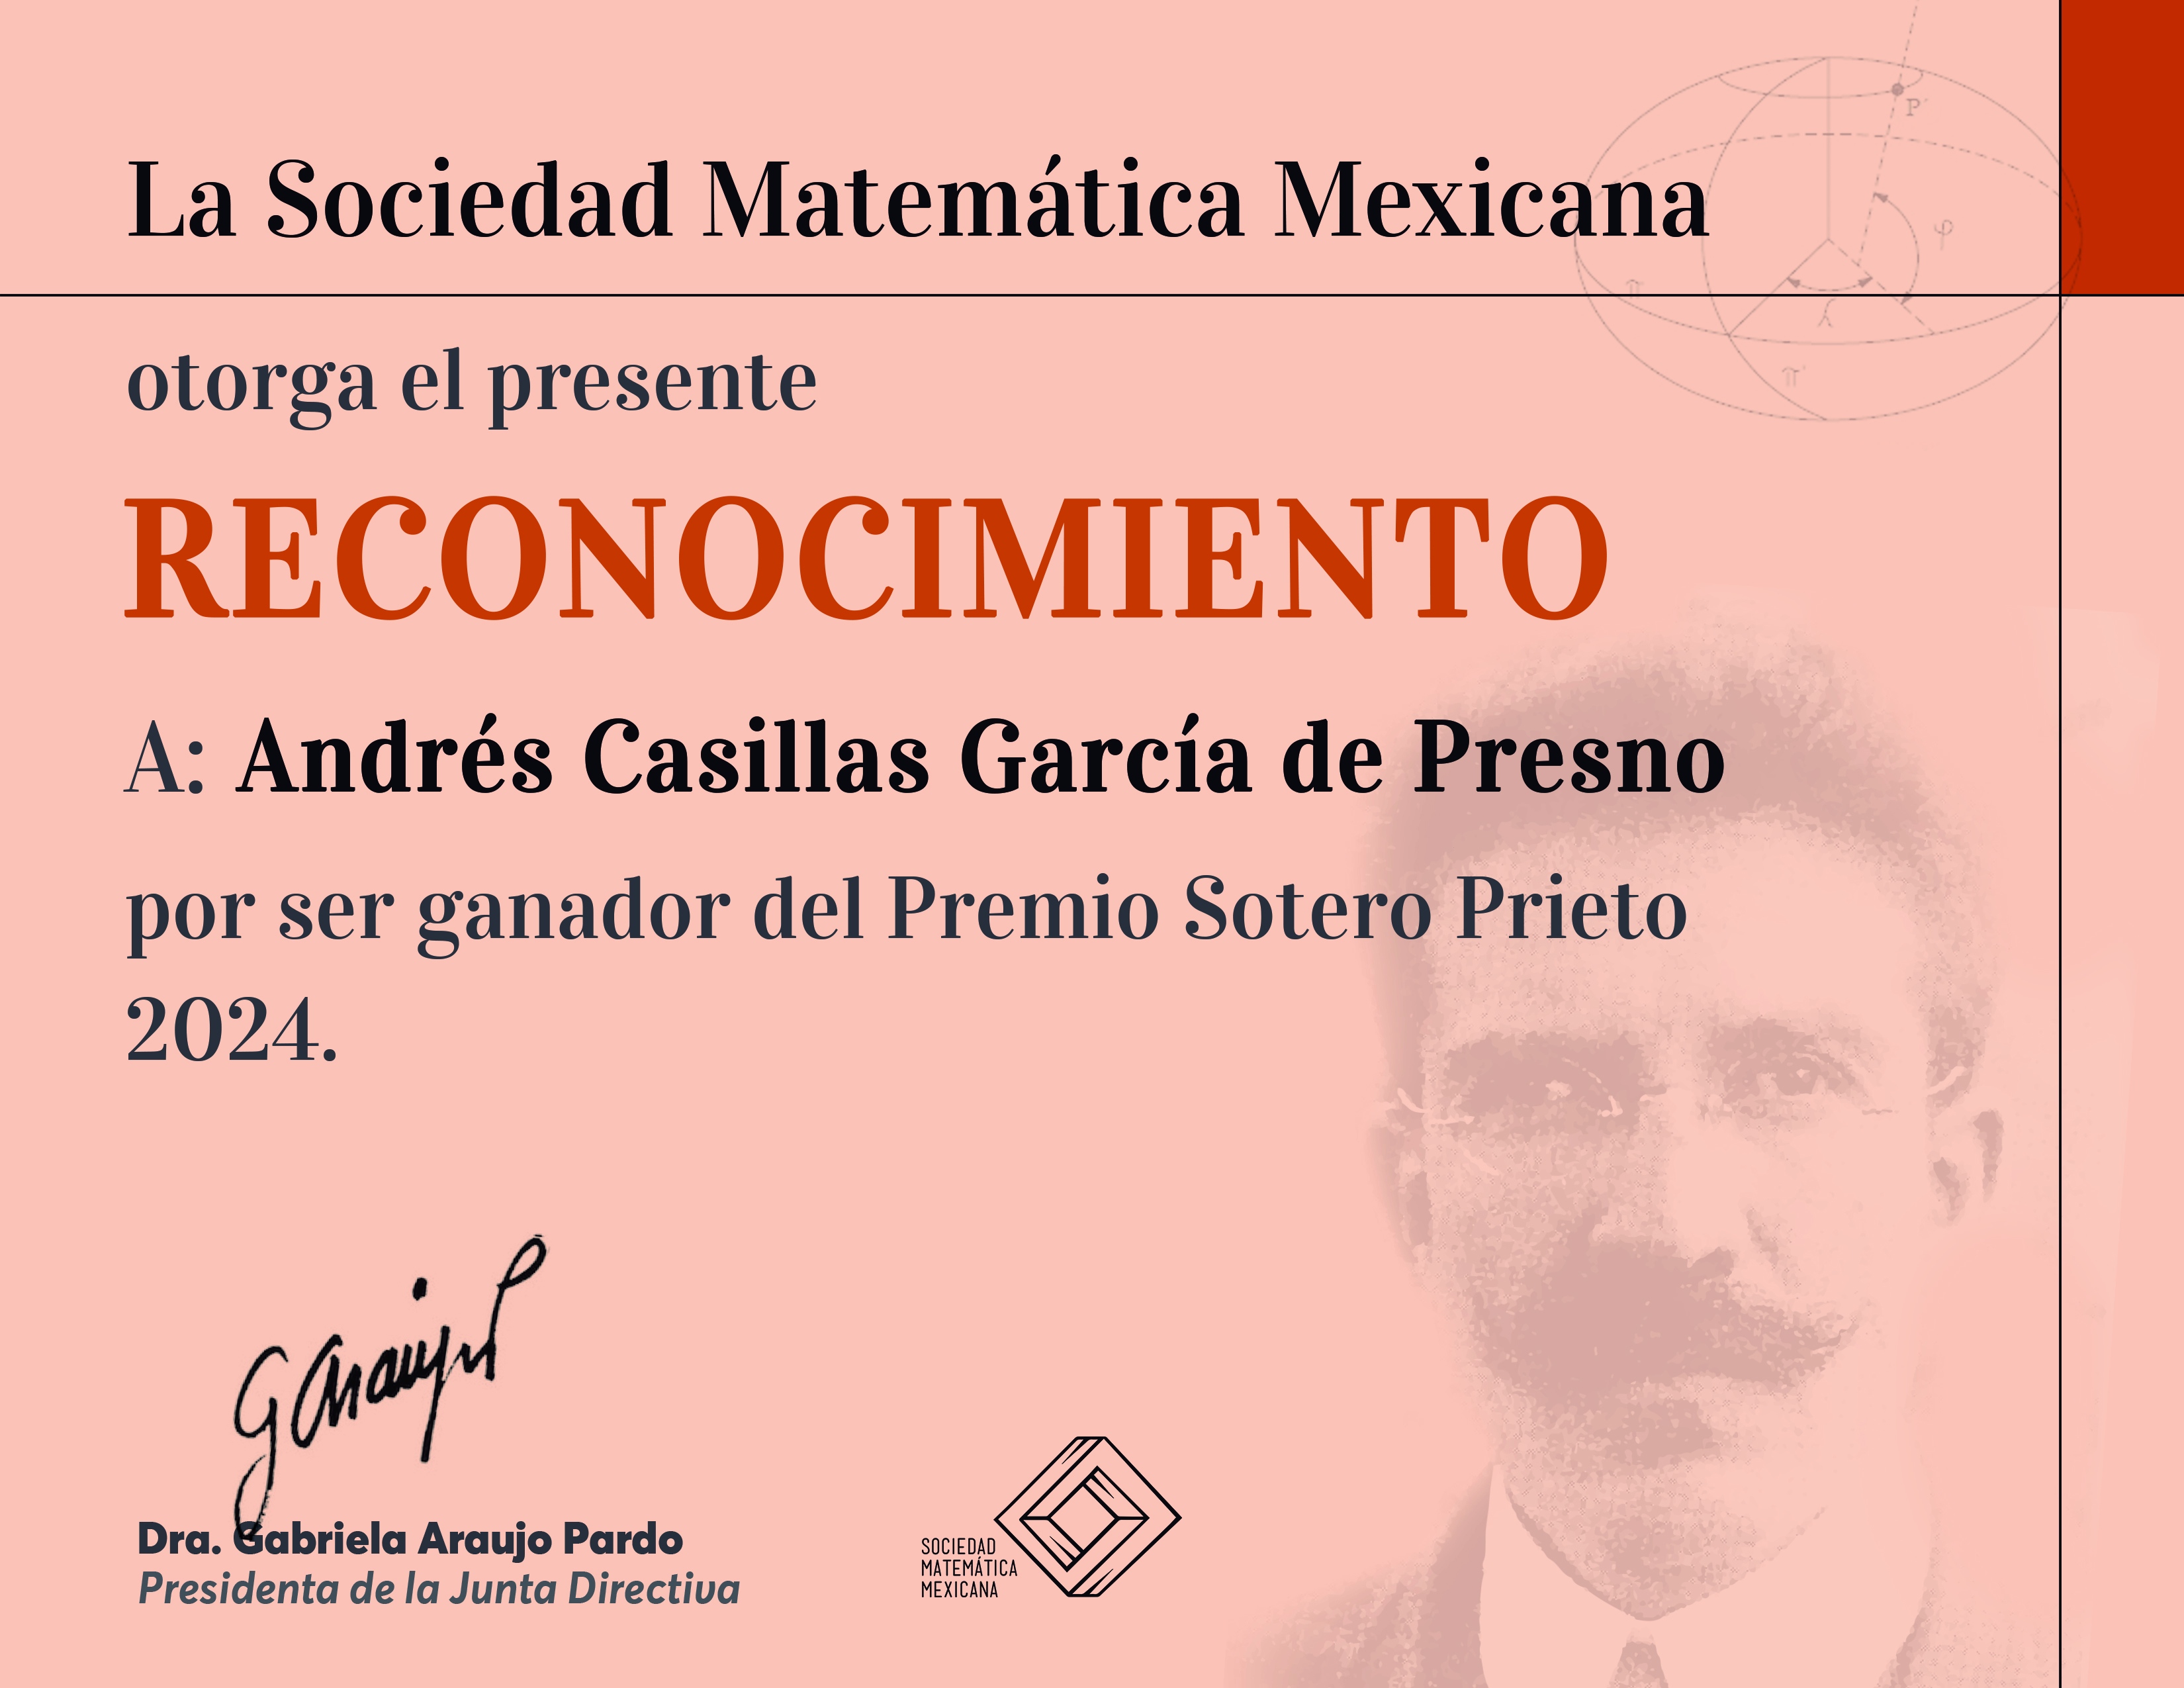 P'
La Sociedad Matemática Mexicana
φ
π
λ
π'
otorga el presente
RECONOCIMIENTO
A: Andrés Casillas García de Presno
por ser ganador del Premio Sotero Prieto
2024.
G Araujo
Dra. Gabriela Araujo Pardo
Presidenta de la Junta Directiva
SOCIEDAD
MATEMÁTICA
MEXICANA